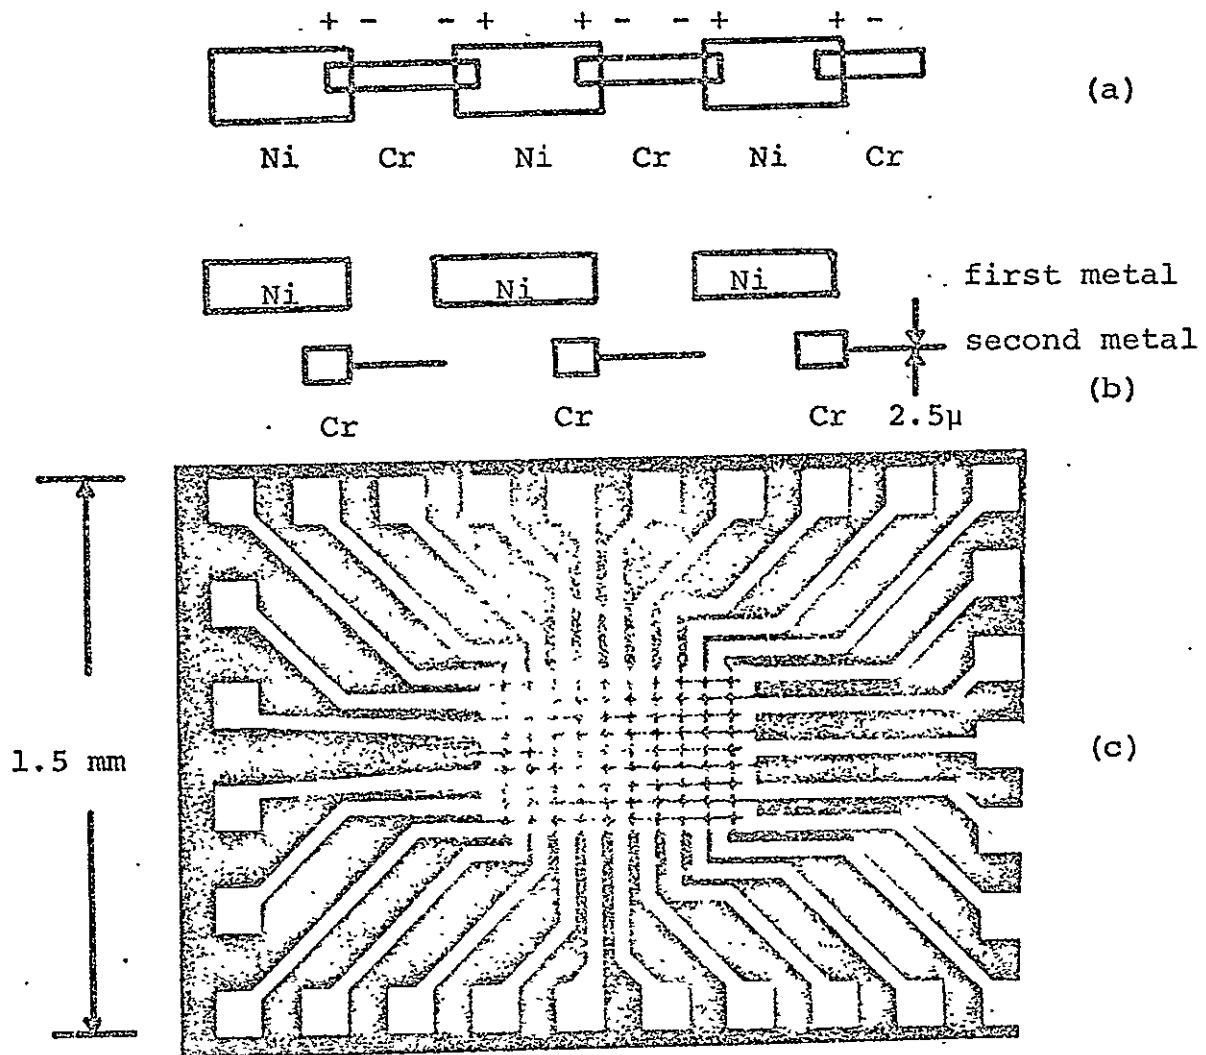 + - - + + - - + + -
(a)
Ni Cr Ni Cr Ni Cr
Ni Ni Ni first metal
second metal
(b)
Cr Cr Cr 2.5μ
1.5 mm
(c)